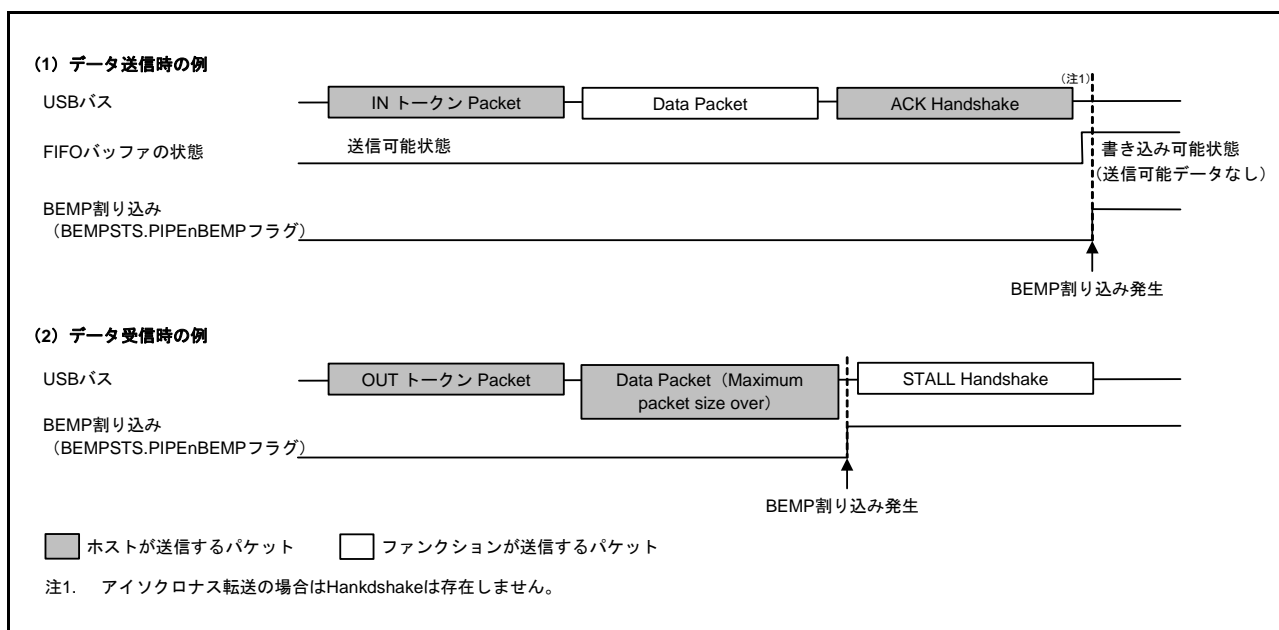 (1) データ送信時の例
(注1)
USBバス
IN トークン Packet
Data Packet
ACK Handshake
FIFOバッファの状態
送信可能状態
書き込み可能状態
(送信可能データなし)
BEMP割り込み
(BEMPSTS.PIPEnBEMPフラグ)
BEMP割り込み発生
(2) データ受信時の例
USBバス
OUT トークン Packet
Data Packet(Maximum
packet size over)
STALL Handshake
BEMP割り込み
(BEMPSTS.PIPEnBEMPフラグ)
BEMP割り込み発生
ホストが送信するパケット
ファンクションが送信するパケット
注1. アイソクロナス転送の場合はHankdshakeは存在しません。